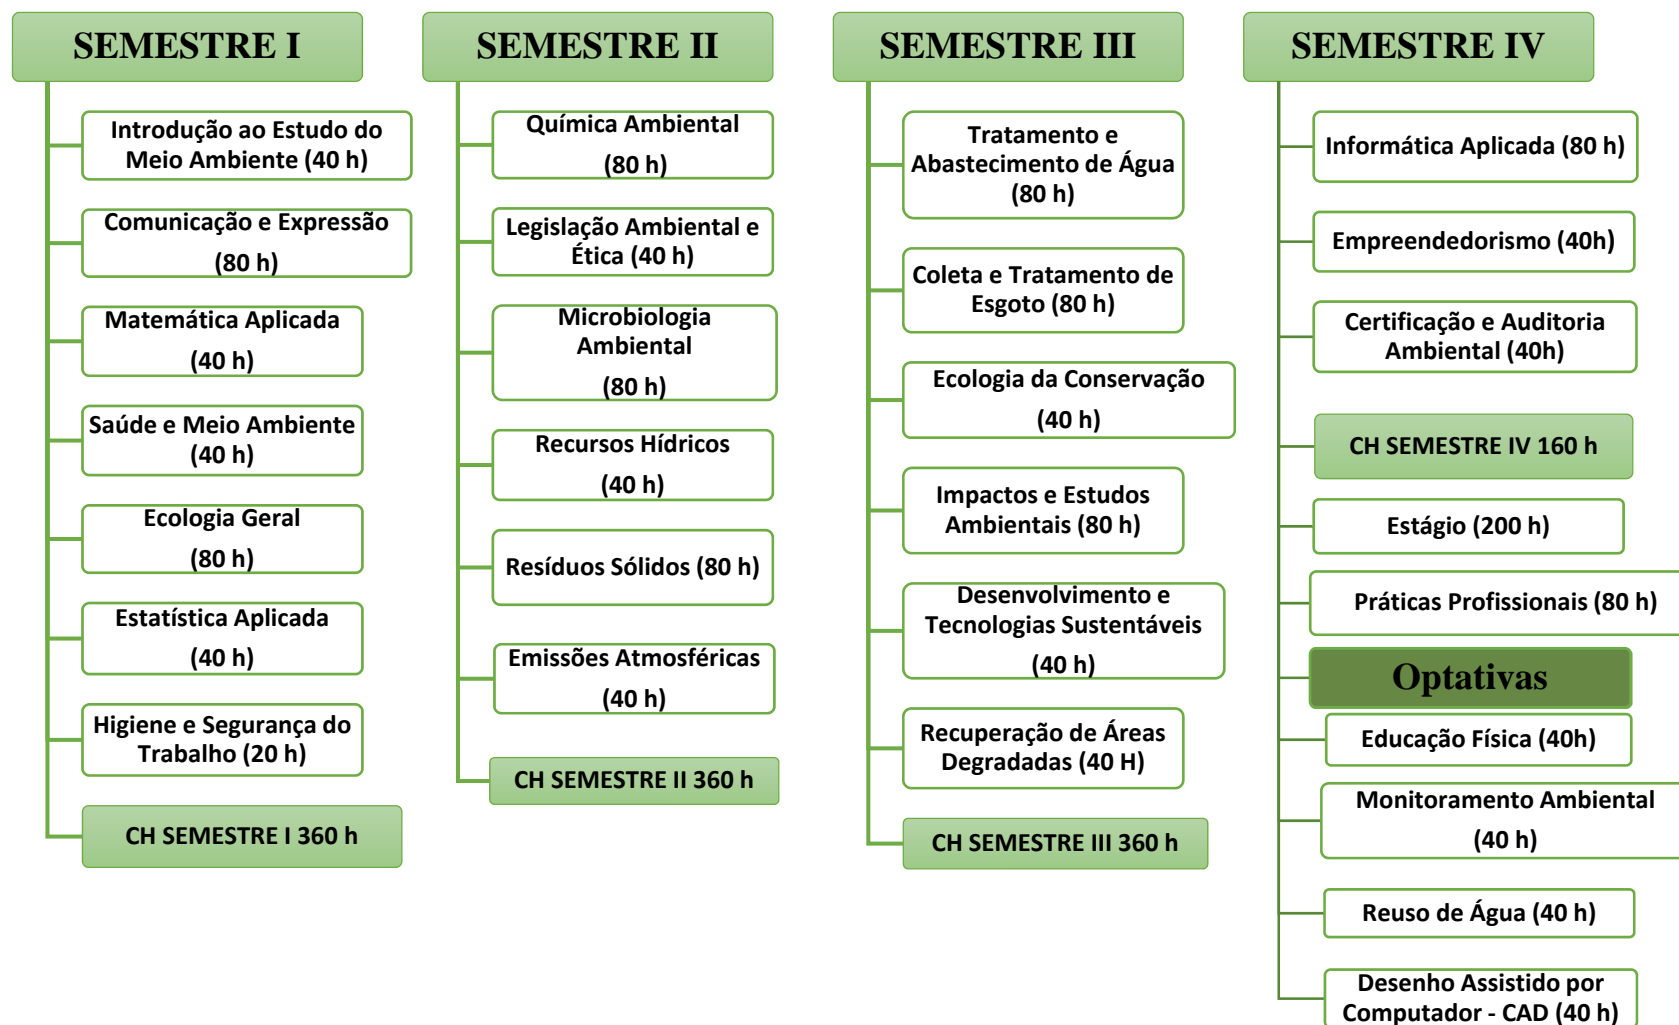 SEMESTRE I
Introdução ao Estudo do
Meio Ambiente (40 h)
Comunicação e Expressão
(80 h)
Matemática Aplicada
(40 h)
Saúde e Meio Ambiente
(40 h)
Ecologia Geral
(80 h)
Estatística Aplicada
(40 h)
Higiene e Segurança do
Trabalho (20 h)
CH SEMESTRE I 360 h
SEMESTRE II
Química Ambiental
(80 h)
Legislação Ambiental e
Ética (40 h)
Microbiologia
Ambiental
(80 h)
Recursos Hídricos
(40 h)
Resíduos Sólidos (80 h)
Emissões Atmosféricas
(40 h)
CH SEMESTRE II 360 h
SEMESTRE III
Tratamento e
Abastecimento de Água
(80 h)
Coleta e Tratamento de
Esgoto (80 h)
Ecologia da Conservação
(40 h)
Impactos e Estudos
Ambientais (80 h)
Desenvolvimento e
Tecnologias Sustentáveis
(40 h)
Recuperação de Áreas
Degradadas (40 H)
CH SEMESTRE III 360 h
SEMESTRE IV
Informática Aplicada (80 h)
Empreendedorismo (40h)
Certificação e Auditoria
Ambiental (40h)
CH SEMESTRE IV 160 h
Estágio (200 h)
Práticas Profissionais (80 h)
Optativas
Educação Física (40h)
Monitoramento Ambiental
(40 h)
Reuso de Água (40 h)
Desenho Assistido por
Computador - CAD (40 h)